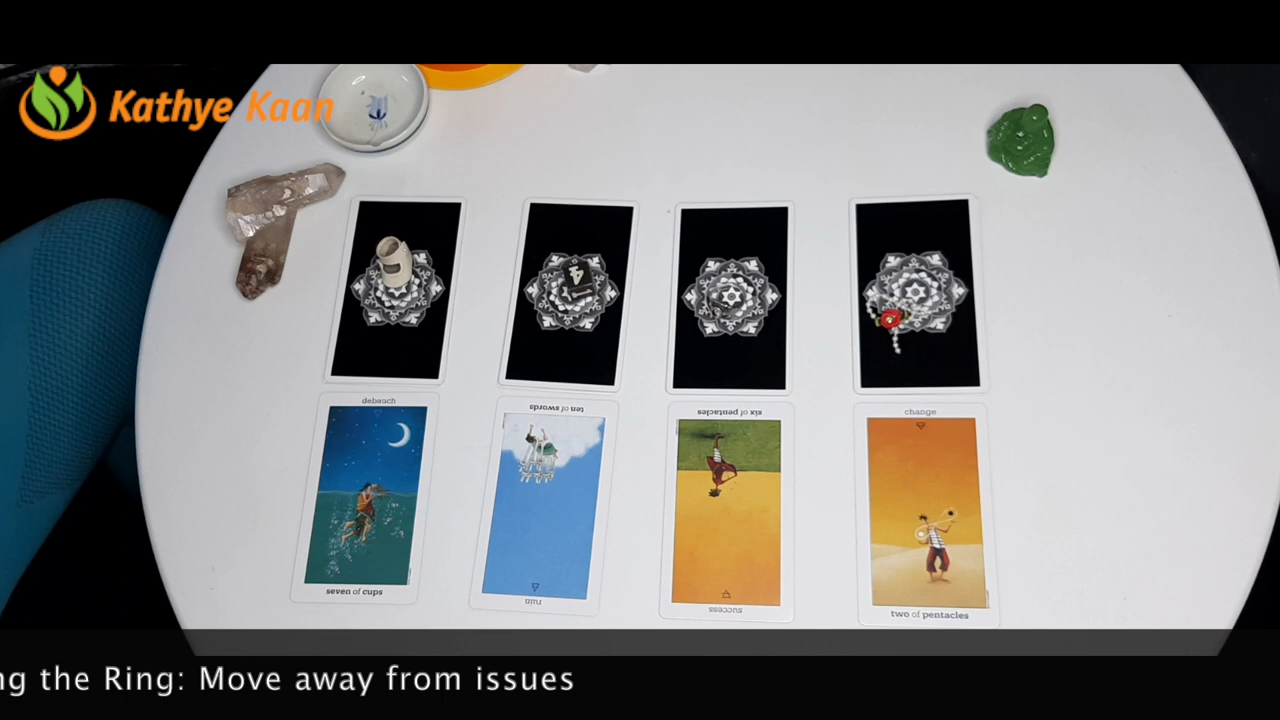 Kathye Kaan
4
debauch
seven of cups
ten of swords
ruin
six of pentacles
success
change
two of pentacles
ng the Ring: Move away from issues